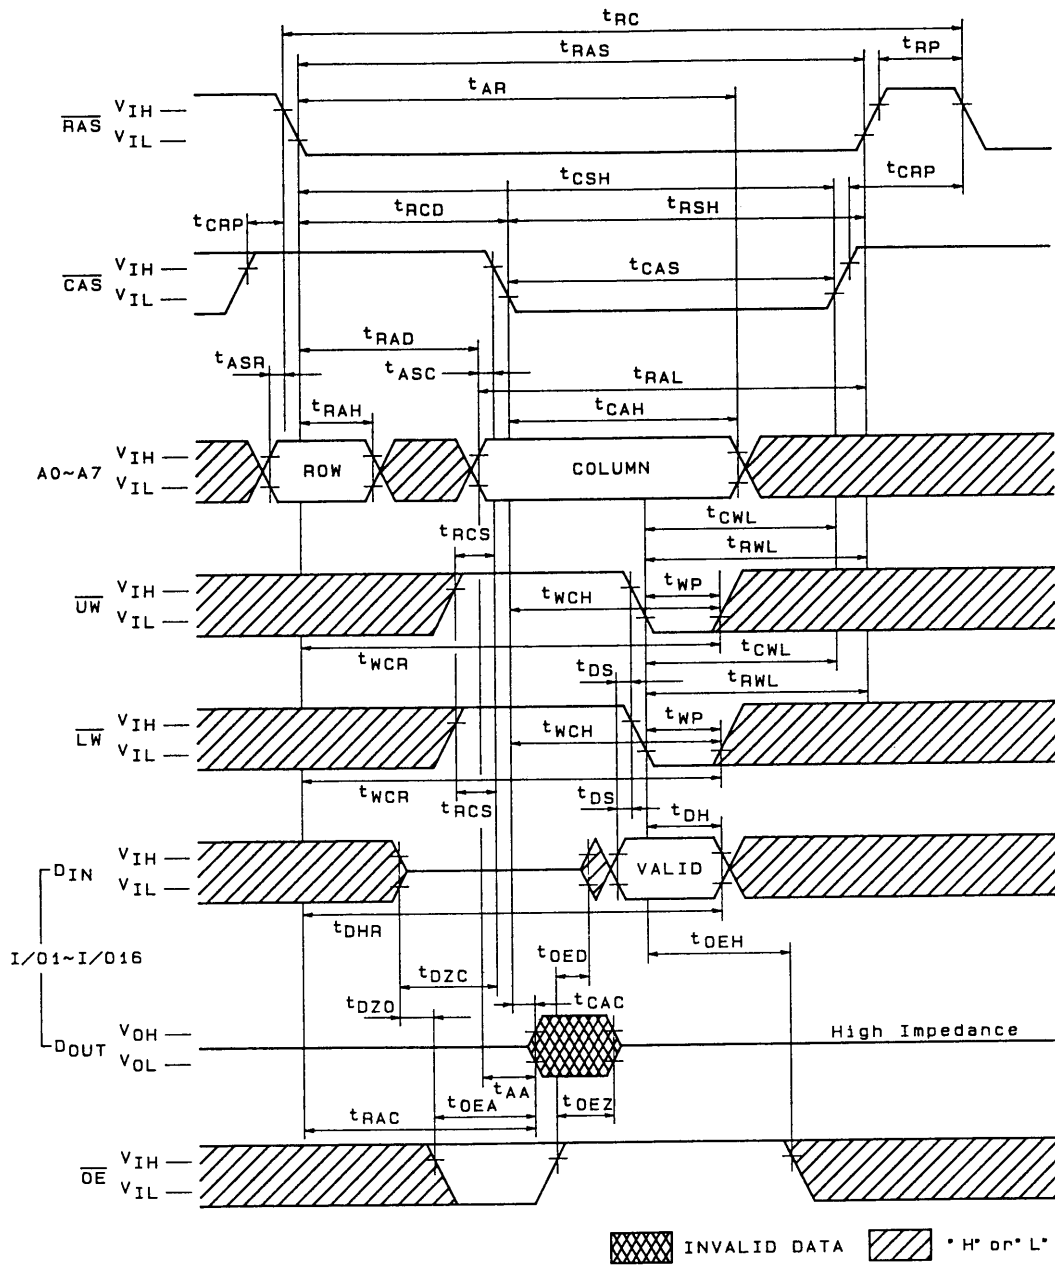 tRC
tRAS
tRP
tAR
RAS VIH
VIL
tCSH
tCRP
tCRP
tRCD
tRSH
CAS VIH
VIL
tCAS
tRAD
tASR
tASC
tRAL
tRAH
tCAH
A0~A7 VIH
VIL
ROW
COLUMN
tCWL
tRCS
tRWL
UW VIH
VIL
tWCH
tWP
tWCR
tCWL
tDS
tRWL
LW VIH
VIL
tWCH
tWP
tWCR
tRCS
tDS
tDH
DIN VIH
VIL
VALID
tDHR
tOEH
I/O1~I/O16
tOED
tDZC
tDZO
tCAC
DOUT VOH
VOL
High Impedance
tAA
tOEA
tOEZ
tRAC
OE VIH
VIL
INVALID DATA
"H" or "L"